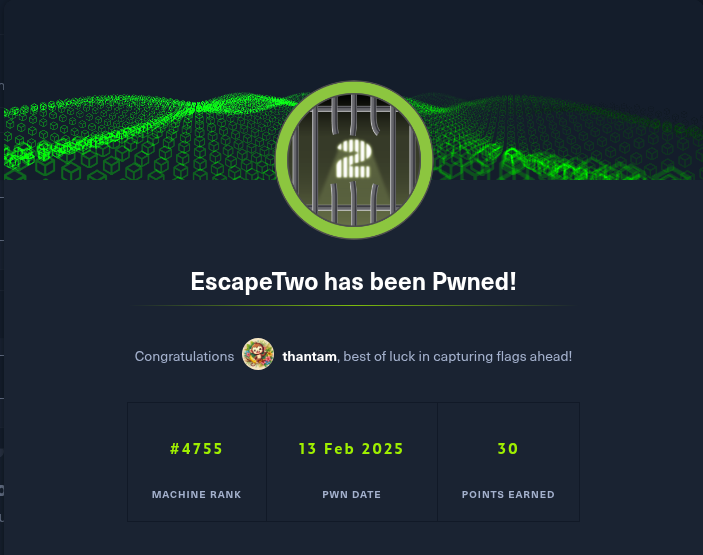 2
EscapeTwo has been Pwned!
Congratulations thantam, best of luck in capturing flags ahead!
#4755 13 Feb 2025 30
MACHINE RANK PWN DATE POINTS EARNED